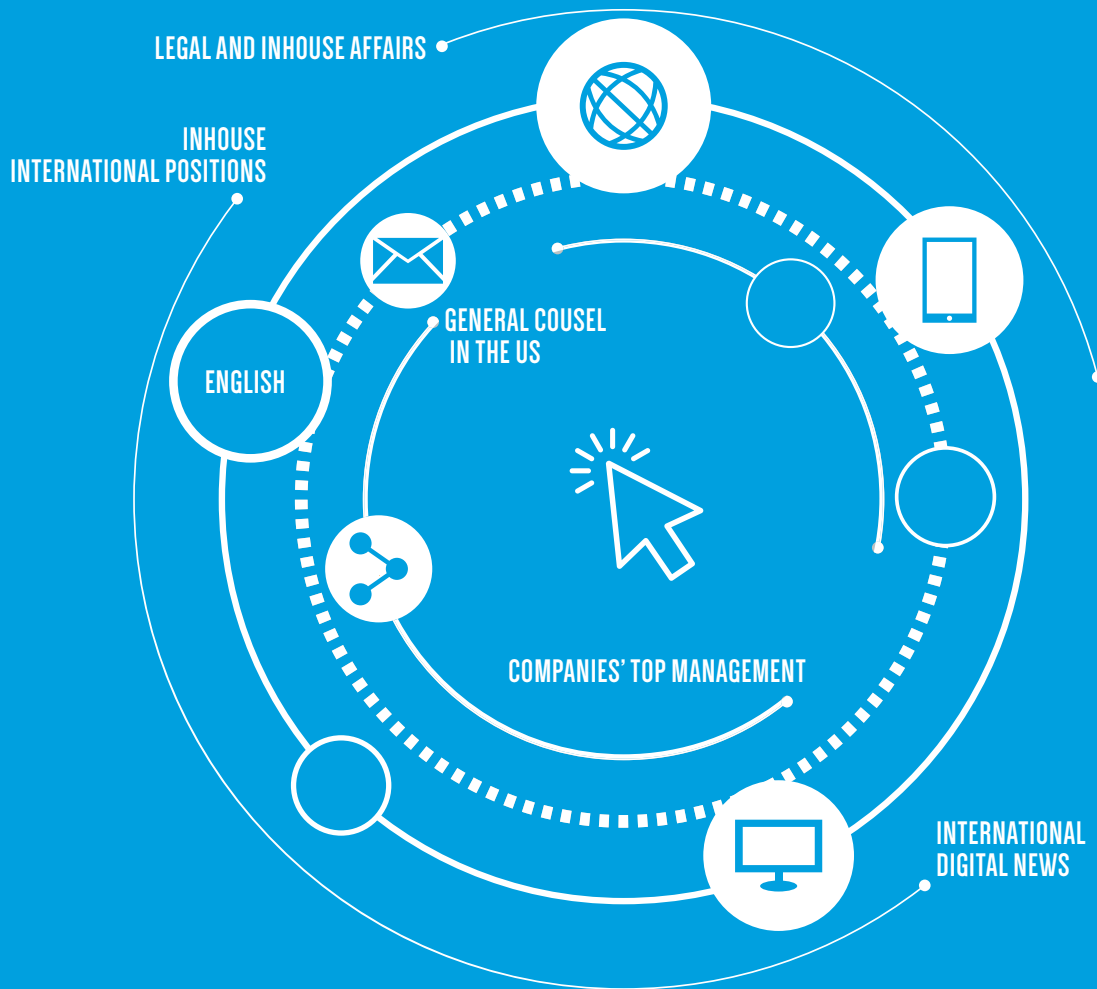 LEGAL AND INHOUSE AFFAIRS
INHOUSE
INTERNATIONAL POSITIONS
GENERAL COUSEL
IN THE US
ENGLISH
COMPANIES’ TOP MANAGEMENT
INTERNATIONAL
DIGITAL NEWS